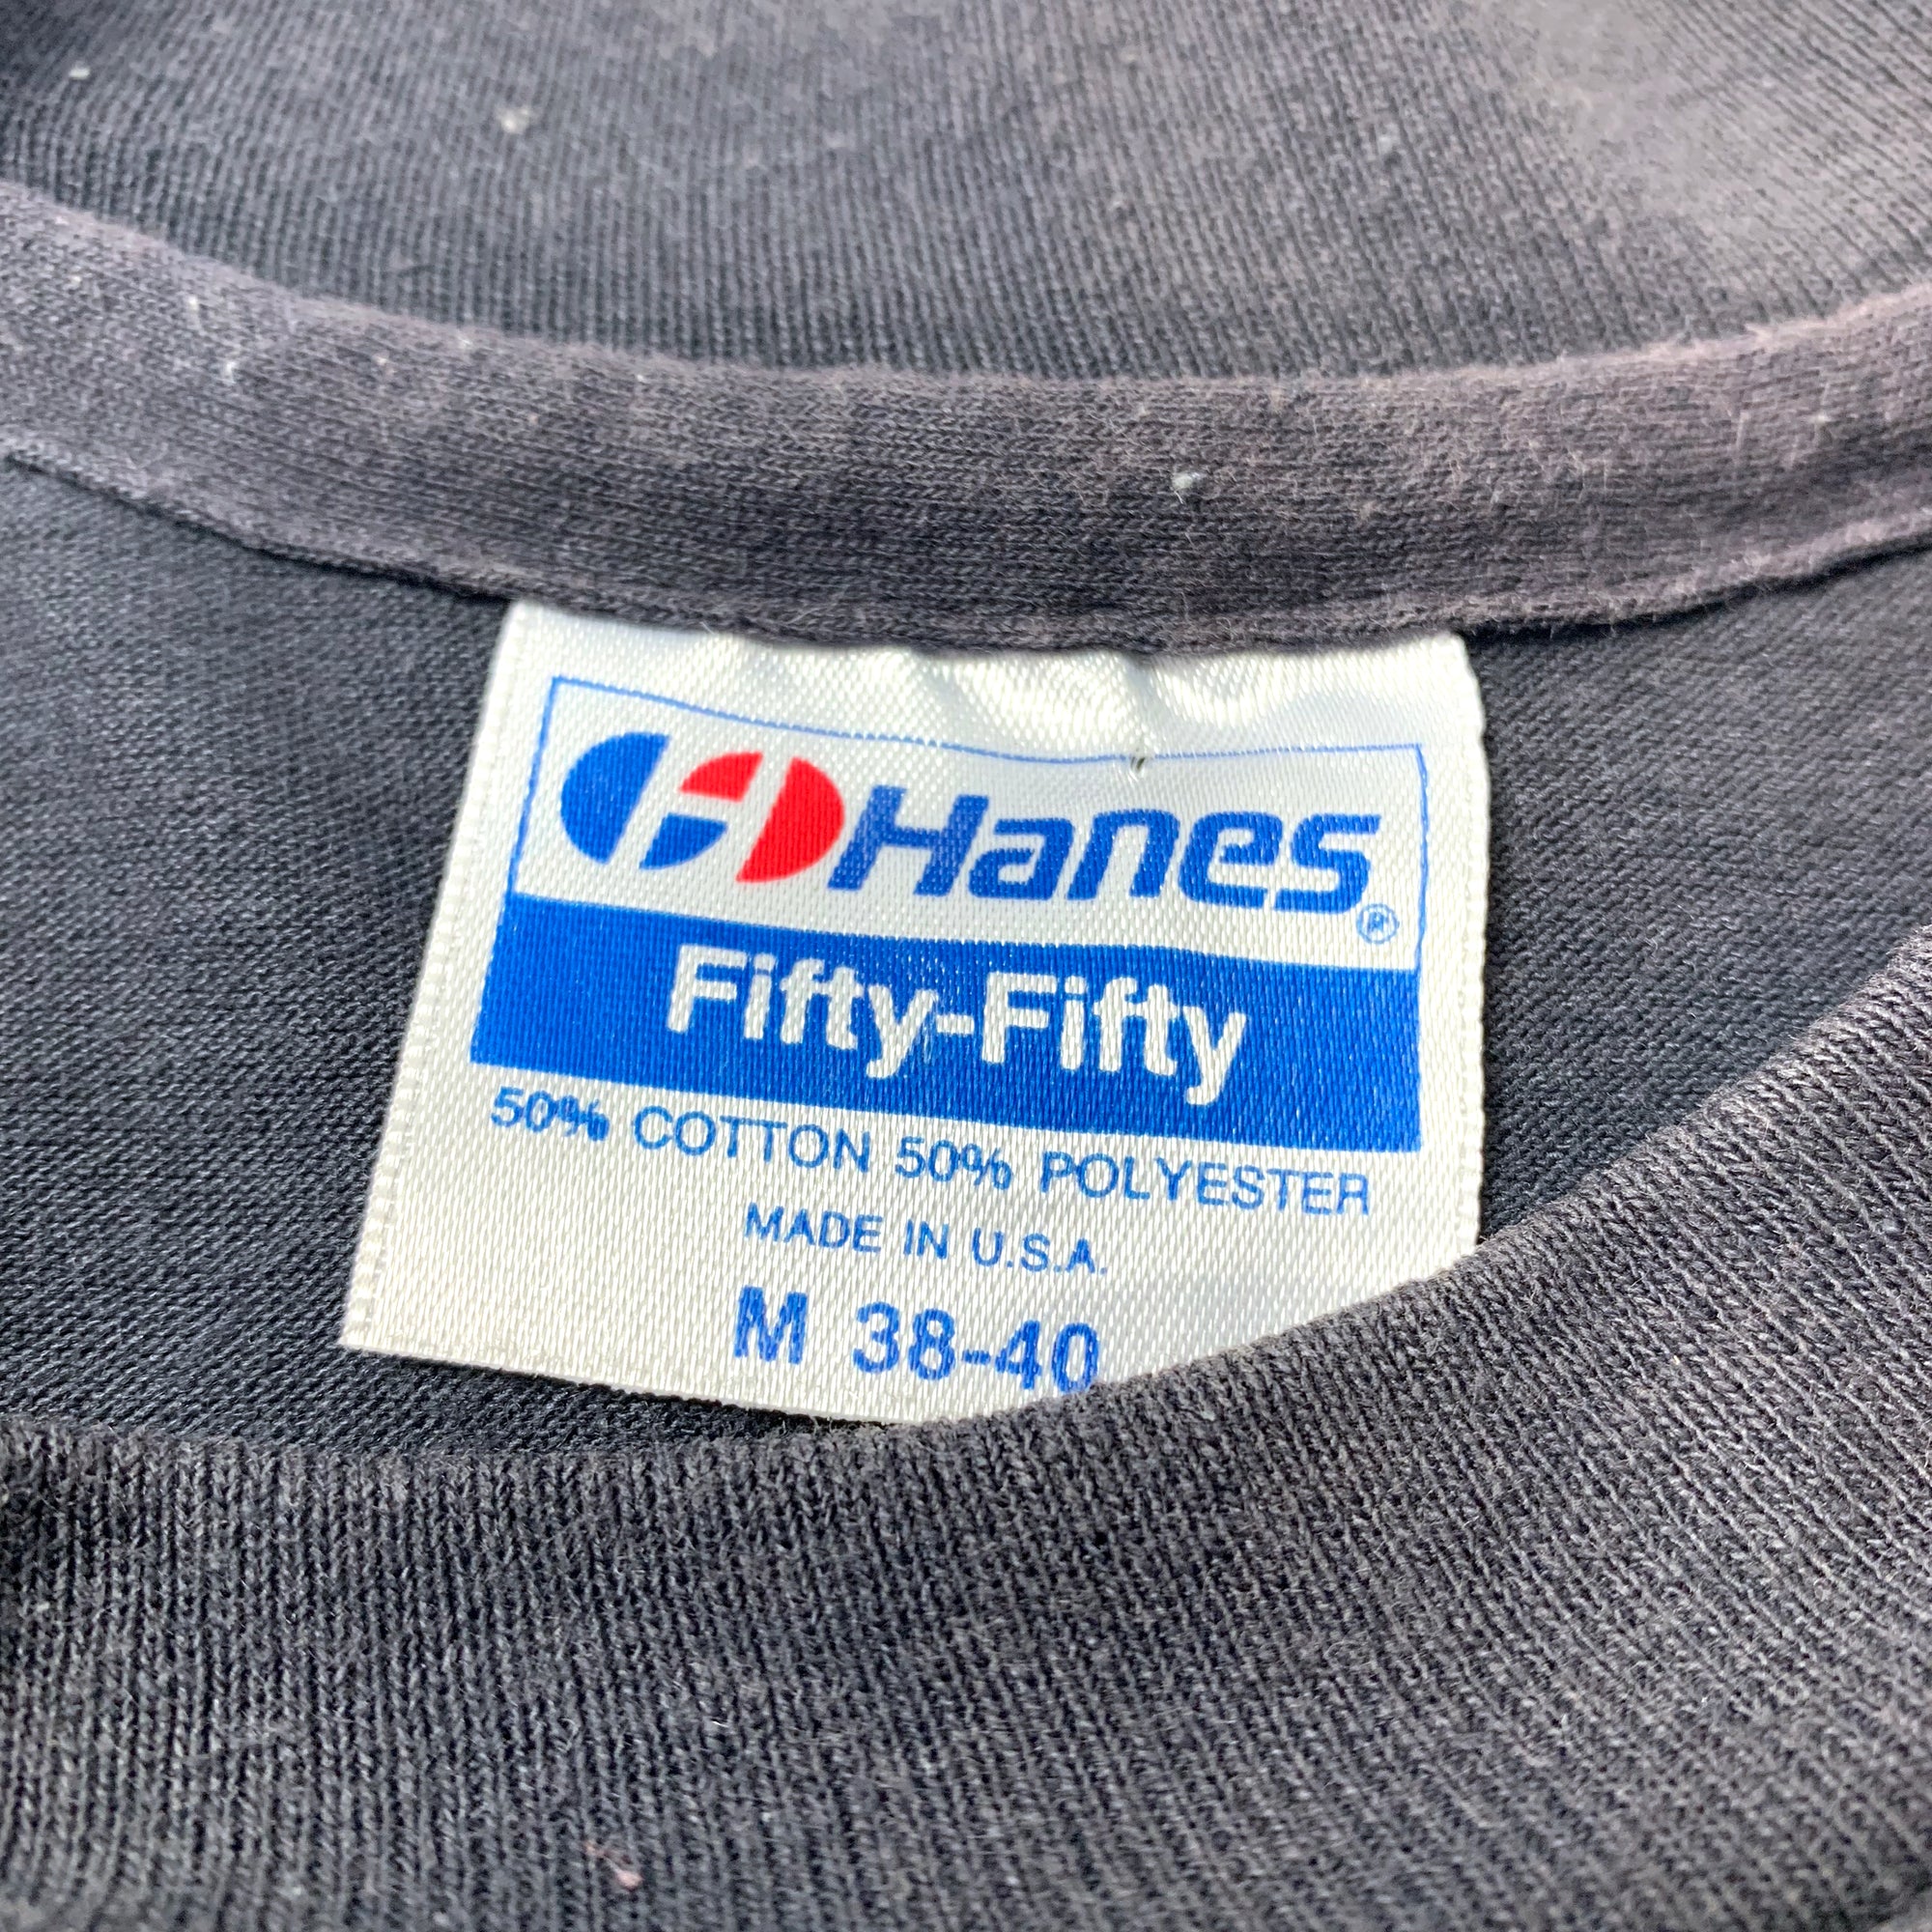 Hanes®
Fifty-Fifty
50% COTTON 50% POLYESTER
MADE IN U.S.A.
M 38-40